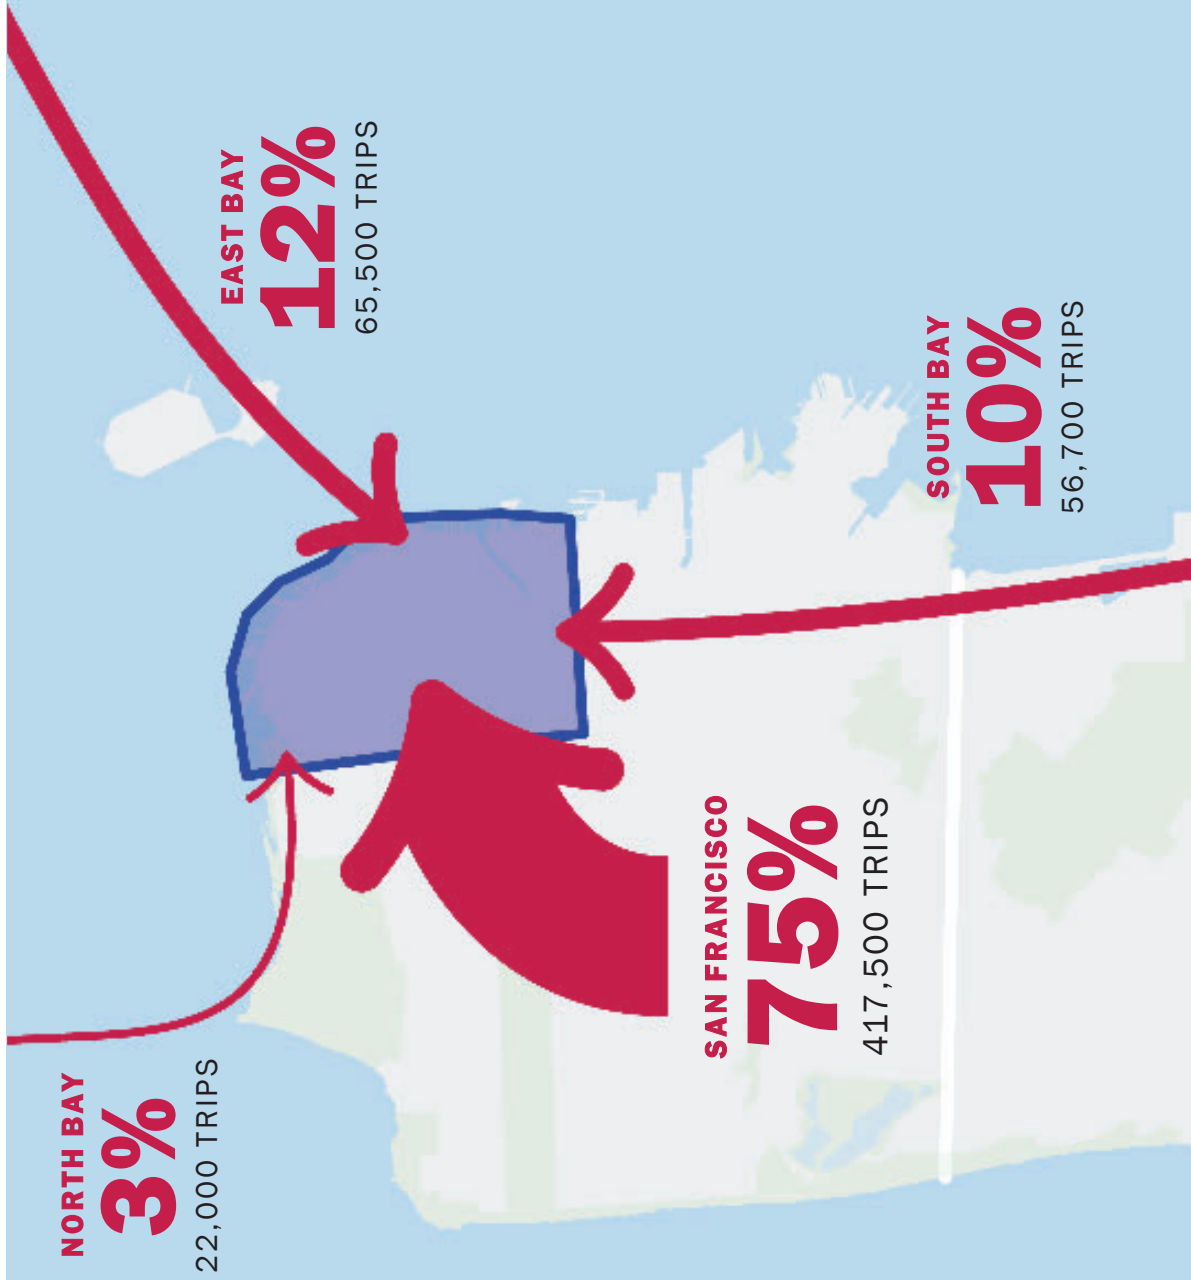 NORTH BAY
3%
22,000 TRIPS
EAST BAY
12%
65,500 TRIPS
SAN FRANCISCO
75%
417,500 TRIPS
SOUTH BAY
10%
56,700 TRIPS